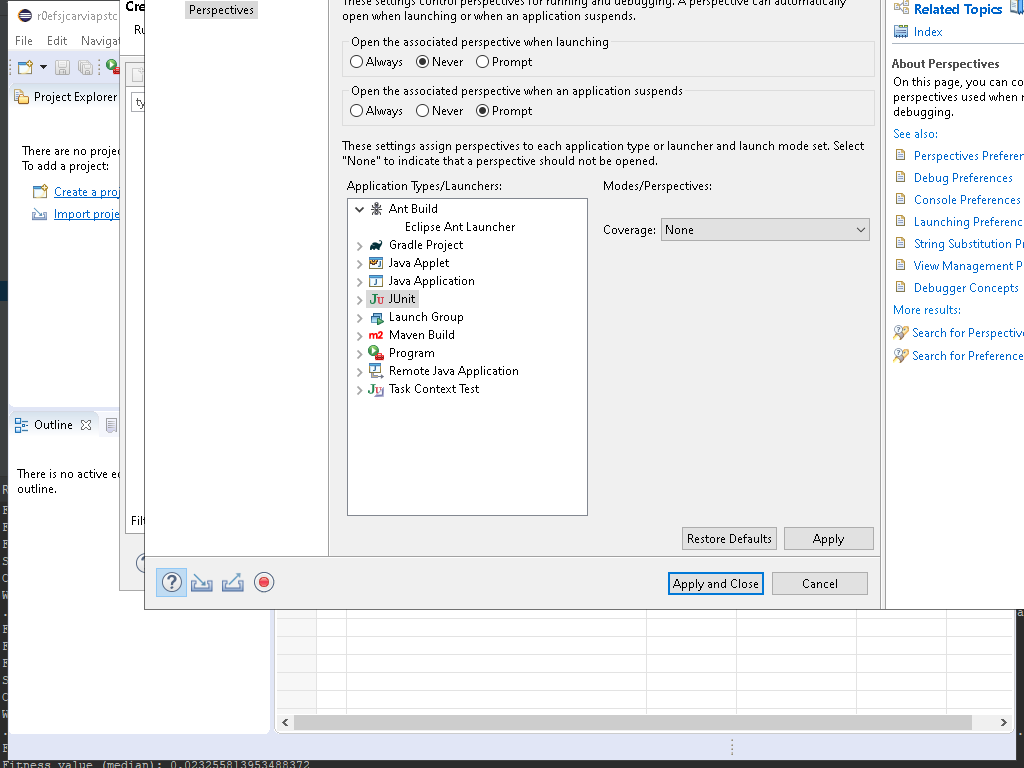 r0efsjcarviapstc
File Edit Navigat
Project Explorer
There are no proje
To add a project:
Create a proj
Import proje
Outline
There is no active ed
outline.
Cre
Ru
ty
Filt
Perspectives
These settings control perspectives for running and debugging. A perspective can automatically
open when launching or when an application suspends.
Open the associated perspective when launching
Always Never Prompt
Open the associated perspective when an application suspends
Always Never Prompt
These settings assign perspectives to each application type or launcher and launch mode set. Select
"None" to indicate that a perspective should not be opened.
Application Types/Launchers:
Ant Build
Eclipse Ant Launcher
Gradle Project
Java Applet
Java Application
JUnit
Launch Group
Maven Build
Program
Remote Java Application
Task Context Test
Modes/Perspectives:
Coverage: None
Restore Defaults Apply
Apply and Close Cancel
Related Topics
Index
About Perspectives
On this page, you can co
perspectives used when r
debugging.
See also:
Perspectives Preferen
Debug Preferences
Console Preferences
Launching Preferenc
String Substitution P
View Management P
Debugger Concepts
More results:
Search for Perspective
Search for Preference
Fitness value (median): 0.023255813953488372